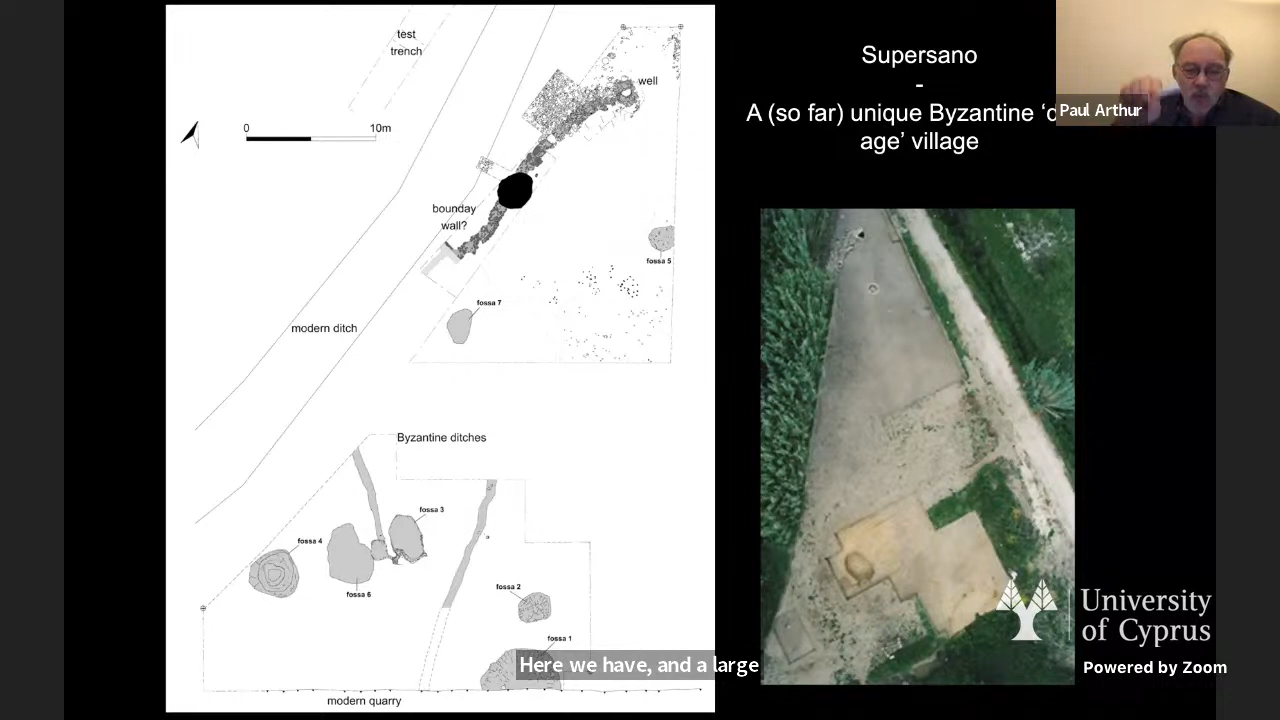 test
trench
0 10m
well
bounday
wall?
fossa 5
fossa 7
modern ditch
Byzantine ditches
fossa 3
fossa 4
fossa 6
fossa 2
fossa 1
modern quarry
Supersano
-
A (so far) unique Byzantine ‘
age’ village
Paul Arthur
University
of Cyprus
Here we have, and a large
Powered by Zoom